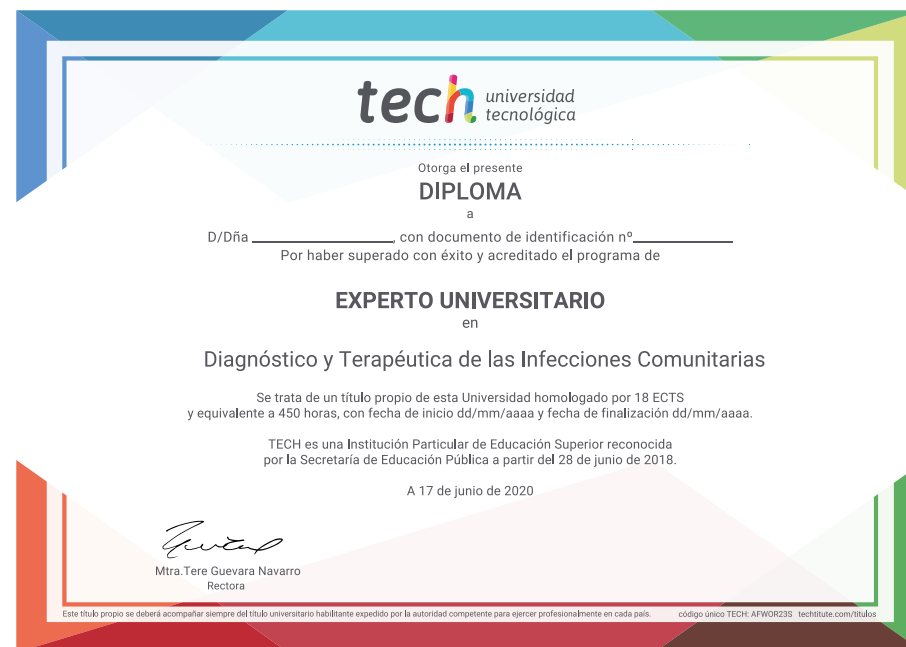 tech universidad
tecnológica
Otorga el presente
DIPLOMA
a
D/Dña ____________________, con documento de identificación nº______________
Por haber superado con éxito y acreditado el programa de
EXPERTO UNIVERSITARIO
en
Diagnóstico y Terapéutica de las Infecciones Comunitarias
Se trata de un título propio de esta Universidad homologado por 18 ECTS
y equivalente a 450 horas, con fecha de inicio dd/mm/aaaa y fecha de finalización dd/mm/aaaa.
TECH es una Institución Particular de Educación Superior reconocida
por la Secretaría de Educación Pública a partir del 28 de junio de 2018.
A 17 de junio de 2020
Mtra.Tere Guevara Navarro
Rectora
Este título propio se deberá acompañar siempre del título universitario habilitante expedido por la autoridad competente para ejercer profesionalmente en cada país. código único TECH: AFWOR23S techtitute.com/titulos